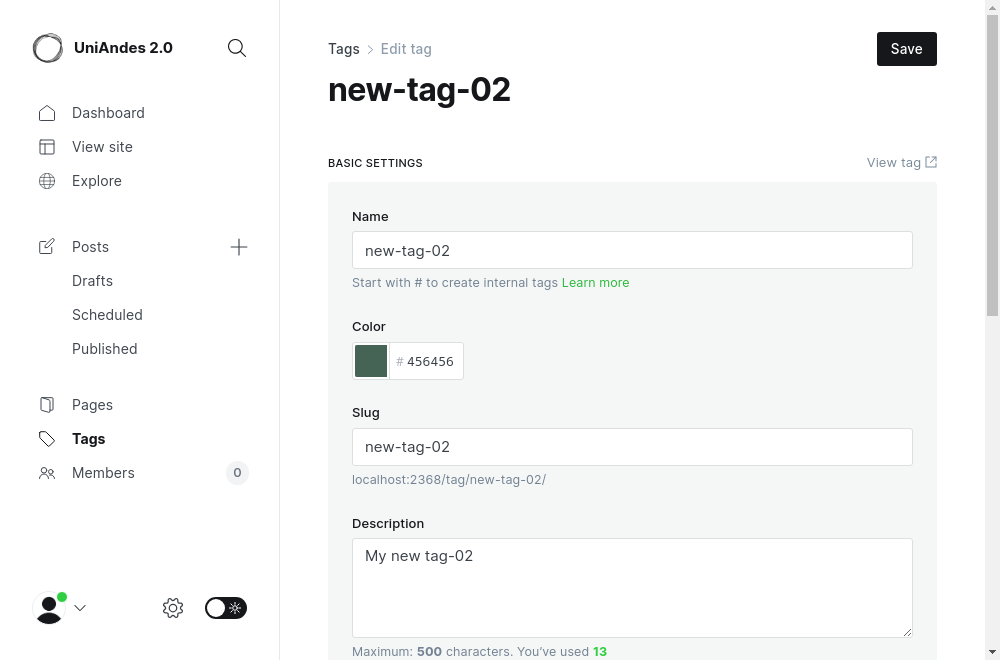 UniAndes 2.0
Dashboard
View site
Explore
Posts
Drafts
Scheduled
Published
Pages
Tags
Members 0
Tags > Edit tag
Save
new-tag-02
BASIC SETTINGS
View tag
Name
new-tag-02
Start with # to create internal tags Learn more
Color
# 456456
Slug
new-tag-02
localhost:2368/tag/new-tag-02/
Description
My new tag-02
Maximum: 500 characters. You've used 13